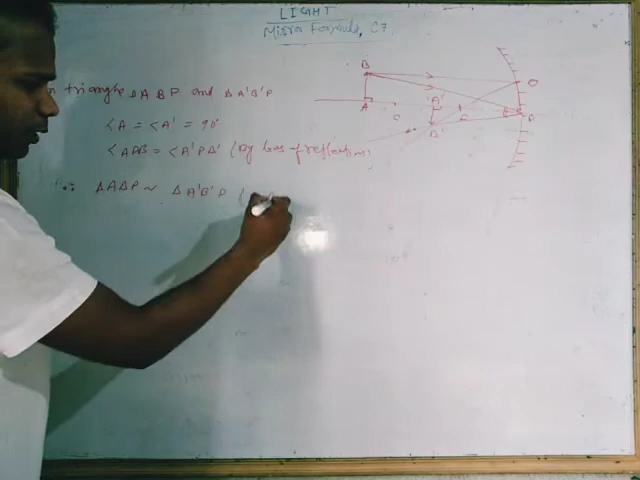 LIGHT
Mirror Formula, C7
n triangle ΔABP and ΔA'B'P
<A = <A' = 90°
<APB = <A'PB' (By laws of reflection)
∴ ΔABP ~ ΔA'B'P (
B
D
A
C
A'
B'
P